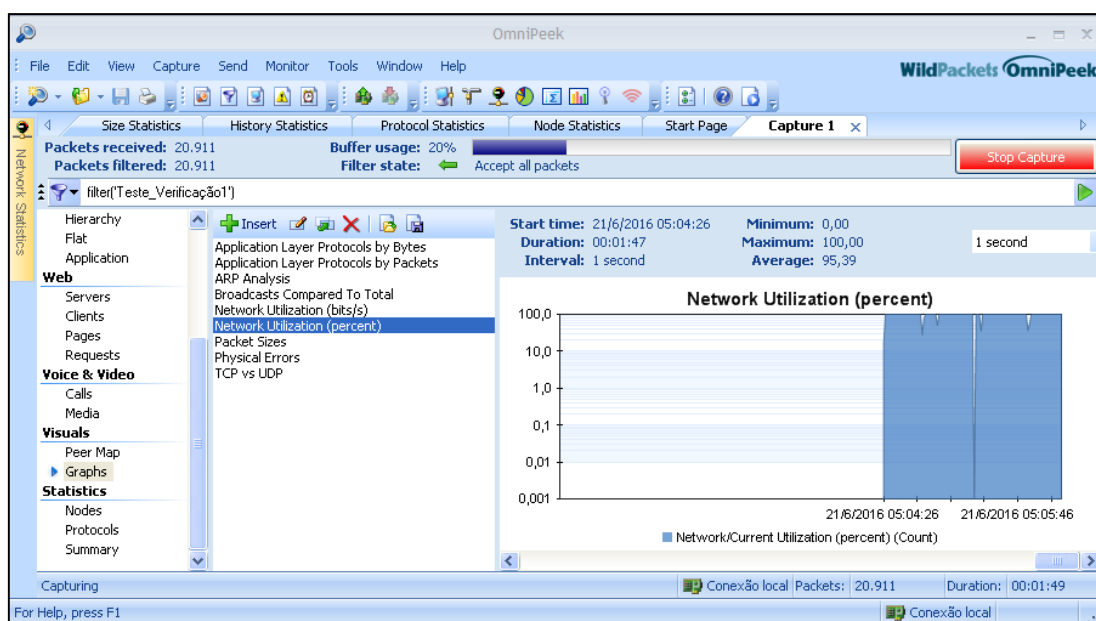 OmniPeek
File Edit View Capture Send Monitor Tools Window Help
WildPackets OmniPeek
Size Statistics History Statistics Protocol Statistics Node Statistics Start Page Capture 1
Network Statistics
Packets received: 20.911 Buffer usage: 20%
Packets filtered: 20.911 Filter state: Accept all packets
Stop Capture
filter('Teste_Verificação1')
Hierarchy
Flat
Application
Web
Servers
Clients
Pages
Requests
Voice & Video
Calls
Media
Visuals
Peer Map
Graphs
Statistics
Nodes
Protocols
Summary
Insert
Application Layer Protocols by Bytes
Application Layer Protocols by Packets
ARP Analysis
Broadcasts Compared To Total
Network Utilization (bits/s)
Network Utilization (percent)
Packet Sizes
Physical Errors
TCP vs UDP
Start time: 21/6/2016 05:04:26 Minimum: 0,00
Duration: 00:01:47 Maximum: 100,00
Interval: 1 second Average: 95,39
1 second
Network Utilization (percent)
100,0
10,0
1,0
0,1
0,01
0,001
21/6/2016 05:04:26 21/6/2016 05:05:46
Network/Current Utilization (percent) (Count)
Capturing Conexão local Packets: 20.911 Duration: 00:01:49
For Help, press F1 Conexão local